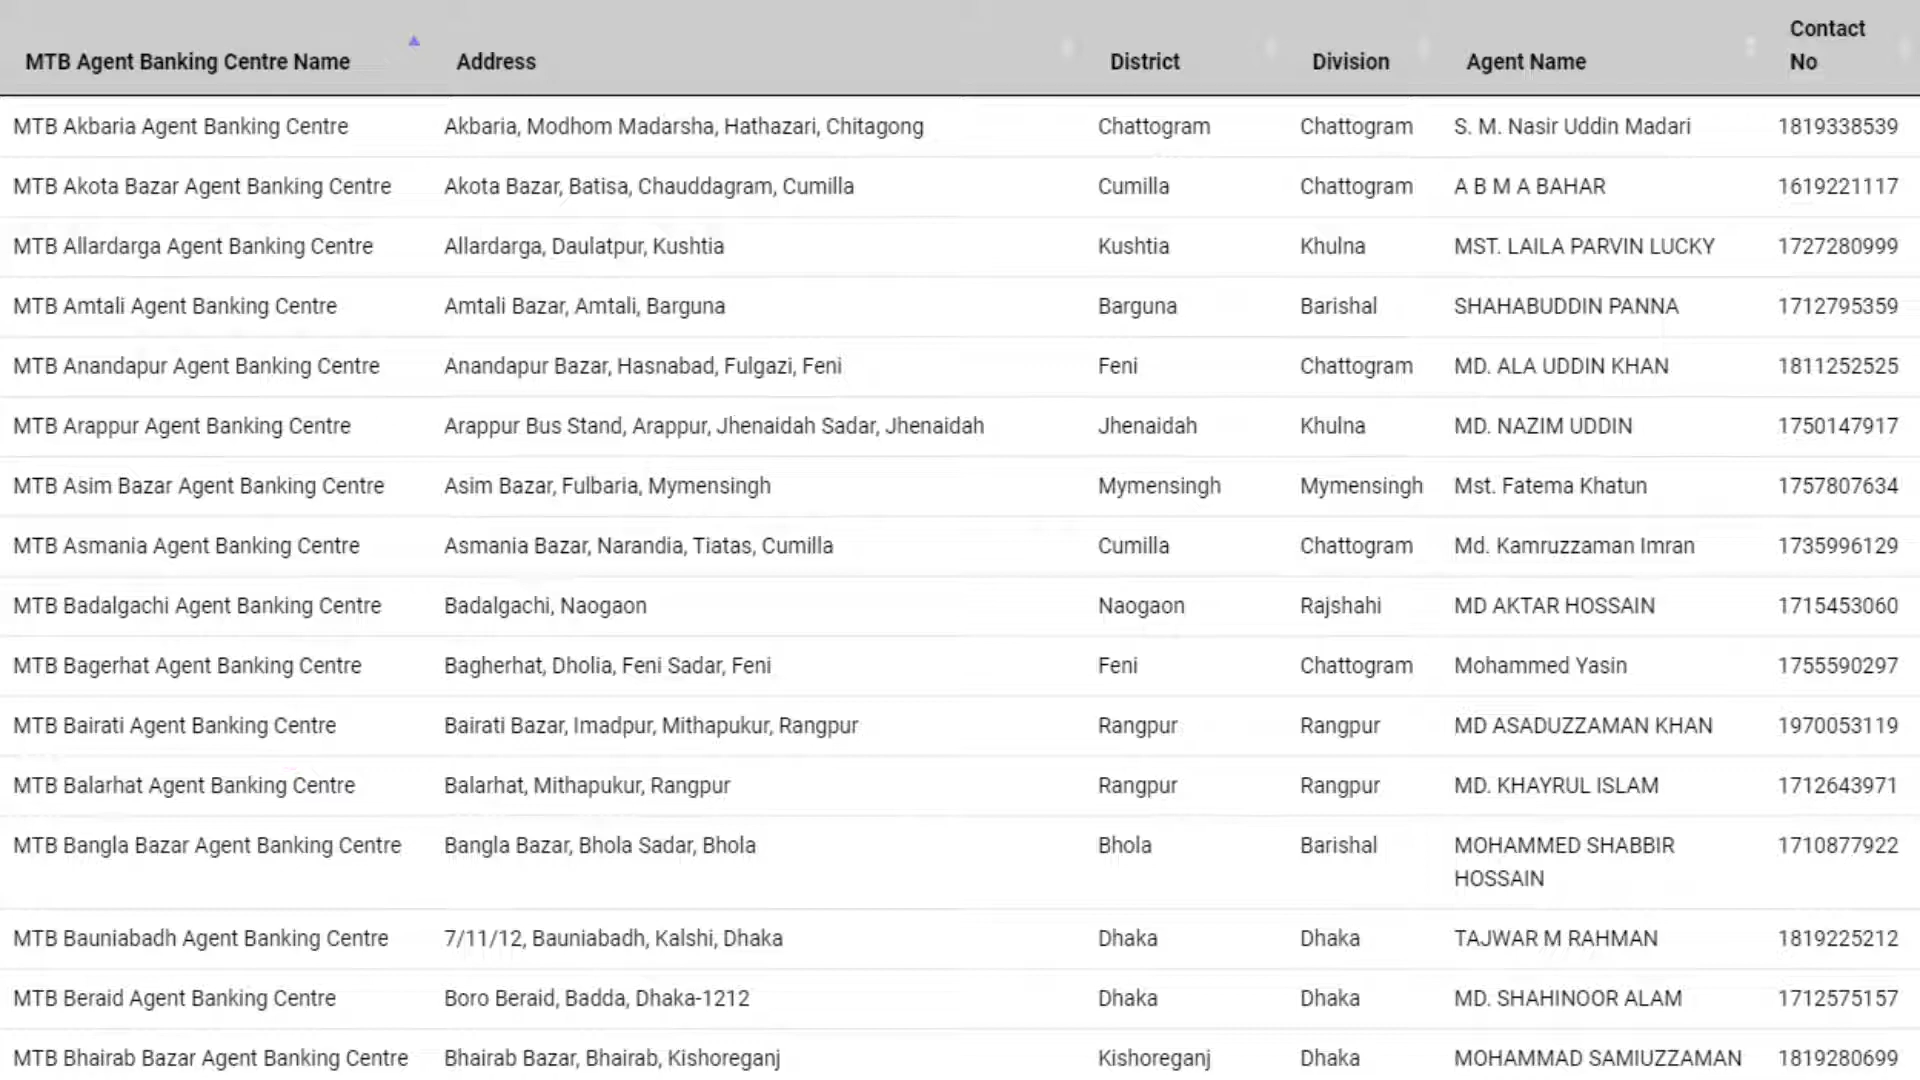 MTB Agent Banking Centre Name Address District Division Agent Name Contact No
MTB Akbaria Agent Banking Centre Akbaria, Modhom Madarsha, Hathazari, Chitagong Chattogram Chattogram S. M. Nasir Uddin Madari 1819338539
MTB Akota Bazar Agent Banking Centre Akota Bazar, Batisa, Chauddagram, Cumilla Cumilla Chattogram A B M A BAHAR 1619221117
MTB Allardarga Agent Banking Centre Allardarga, Daulatpur, Kushtia Kushtia Khulna MST. LAILA PARVIN LUCKY 1727280999
MTB Amtali Agent Banking Centre Amtali Bazar, Amtali, Barguna Barguna Barishal SHAHABUDDIN PANNA 1712795359
MTB Anandapur Agent Banking Centre Anandapur Bazar, Hasnabad, Fulgazi, Feni Feni Chattogram MD. ALA UDDIN KHAN 1811252525
MTB Arappur Agent Banking Centre Arappur Bus Stand, Arappur, Jhenaidah Sadar, Jhenaidah Jhenaidah Khulna MD. NAZIM UDDIN 1750147917
MTB Asim Bazar Agent Banking Centre Asim Bazar, Fulbaria, Mymensingh Mymensingh Mymensingh Mst. Fatema Khatun 1757807634
MTB Asmania Agent Banking Centre Asmania Bazar, Narandia, Tiatas, Cumilla Cumilla Chattogram Md. Kamruzzaman Imran 1735996129
MTB Badalgachi Agent Banking Centre Badalgachi, Naogaon Naogaon Rajshahi MD AKTAR HOSSAIN 1715453060
MTB Bagerhat Agent Banking Centre Bagherhat, Dholia, Feni Sadar, Feni Feni Chattogram Mohammed Yasin 1755590297
MTB Bairati Agent Banking Centre Bairati Bazar, Imadpur, Mithapukur, Rangpur Rangpur Rangpur MD ASADUZZAMAN KHAN 1970053119
MTB Balarhat Agent Banking Centre Balarhat, Mithapukur, Rangpur Rangpur Rangpur MD. KHAYRUL ISLAM 1712643971
MTB Bangla Bazar Agent Banking Centre Bangla Bazar, Bhola Sadar, Bhola Bhola Barishal MOHAMMED SHABBIR 1710877922
HOSSAIN
MTB Bauniabadh Agent Banking Centre 7/11/12, Bauniabadh, Kalshi, Dhaka Dhaka Dhaka TAJWAR M RAHMAN 1819225212
MTB Beraid Agent Banking Centre Boro Beraid, Badda, Dhaka-1212 Dhaka Dhaka MD. SHAHINOOR ALAM 1712575157
MTB Bhairab Bazar Agent Banking Centre Bhairab Bazar, Bhairab, Kishoreganj Kishoreganj Dhaka MOHAMMAD SAMIUZZAMAN 1819280699